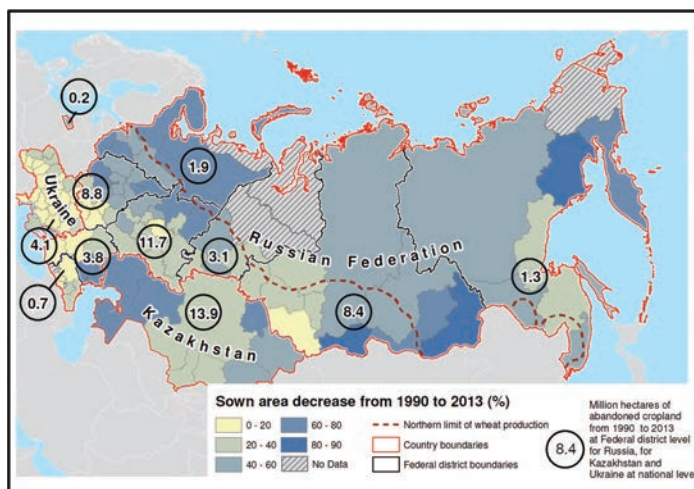 0.2
1.9
8.8
Ukraine
4.1
3.8
11.7
3.1
Russian Federation
0.7
13.9
8.4
1.3
Kazakhstan
Sown area decrease from 1990 to 2013 (%)
0 - 20
60 - 80
Northern limit of wheat production
20 - 40
80 - 90
Country boundaries
40 - 60
No Data
Federal district boundaries
8.4
Million hectares of
abandoned cropland
from 1990 to 2013
at Federal district level
for Russia, for
Kazakhstan and
Ukraine at national level